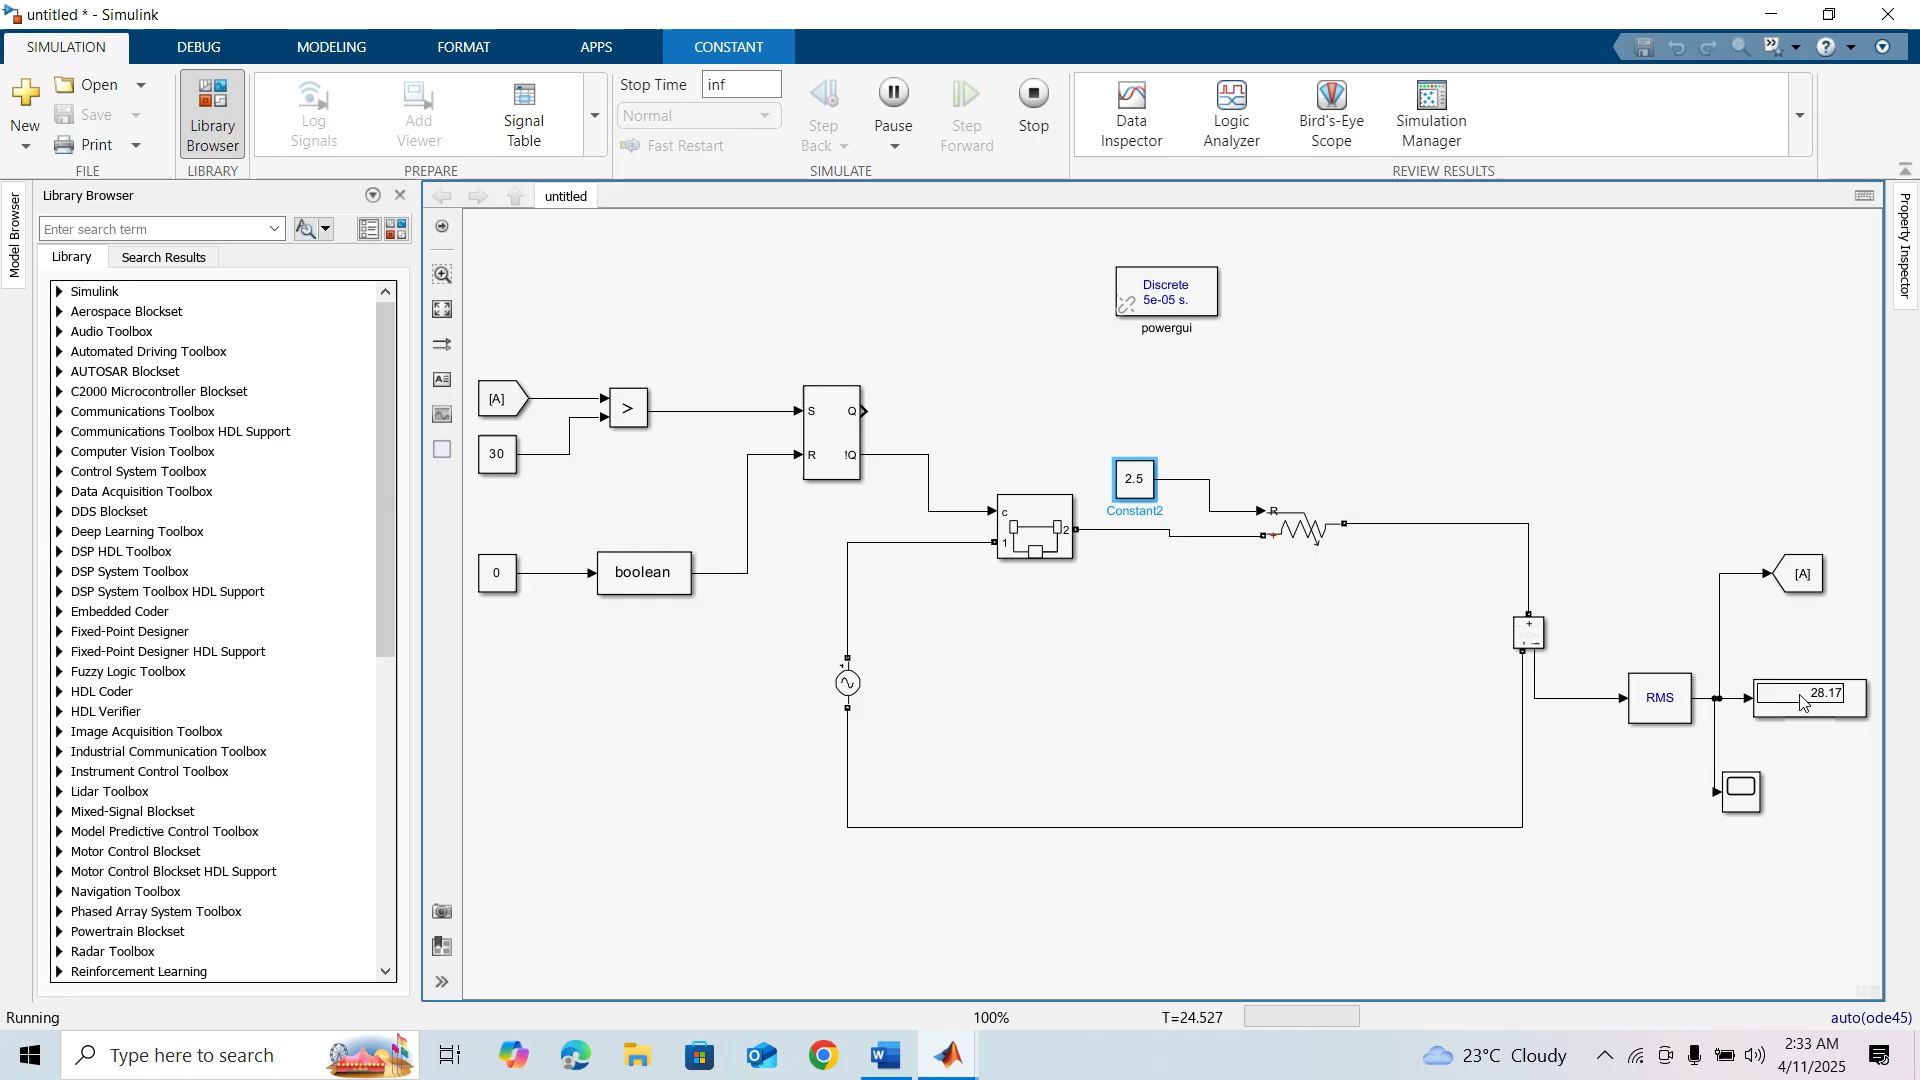 untitled * - Simulink
SIMULATION DEBUG MODELING FORMAT APPS CONSTANT
New
Open
Save
Print
FILE
Library Browser
LIBRARY
Log Signals
Add Viewer
Signal Table
PREPARE
Stop Time inf
Normal
Fast Restart
Step Back
Pause
Step Forward
Stop
SIMULATE
Data Inspector
Logic Analyzer
Bird's-Eye Scope
Simulation Manager
REVIEW RESULTS
Model Browser
Library Browser
Enter search term
Library Search Results
Simulink
Aerospace Blockset
Audio Toolbox
Automated Driving Toolbox
AUTOSAR Blockset
C2000 Microcontroller Blockset
Communications Toolbox
Communications Toolbox HDL Support
Computer Vision Toolbox
Control System Toolbox
Data Acquisition Toolbox
DDS Blockset
Deep Learning Toolbox
DSP HDL Toolbox
DSP System Toolbox
DSP System Toolbox HDL Support
Embedded Coder
Fixed-Point Designer
Fixed-Point Designer HDL Support
Fuzzy Logic Toolbox
HDL Coder
HDL Verifier
Image Acquisition Toolbox
Industrial Communication Toolbox
Instrument Control Toolbox
Lidar Toolbox
Mixed-Signal Blockset
Model Predictive Control Toolbox
Motor Control Blockset
Motor Control Blockset HDL Support
Navigation Toolbox
Phased Array System Toolbox
Powertrain Blockset
Radar Toolbox
Reinforcement Learning
untitled
Property Inspector
Discrete
5e-05 s.
powergui
[A]
>
30
S Q
R !Q
0
boolean
c
1
2
2.5
Constant2
R
+
[A]
+
RMS
28.17
Running
100%
T=24.527
auto(ode45)
Type here to search
23°C Cloudy
2:33 AM
4/11/2025